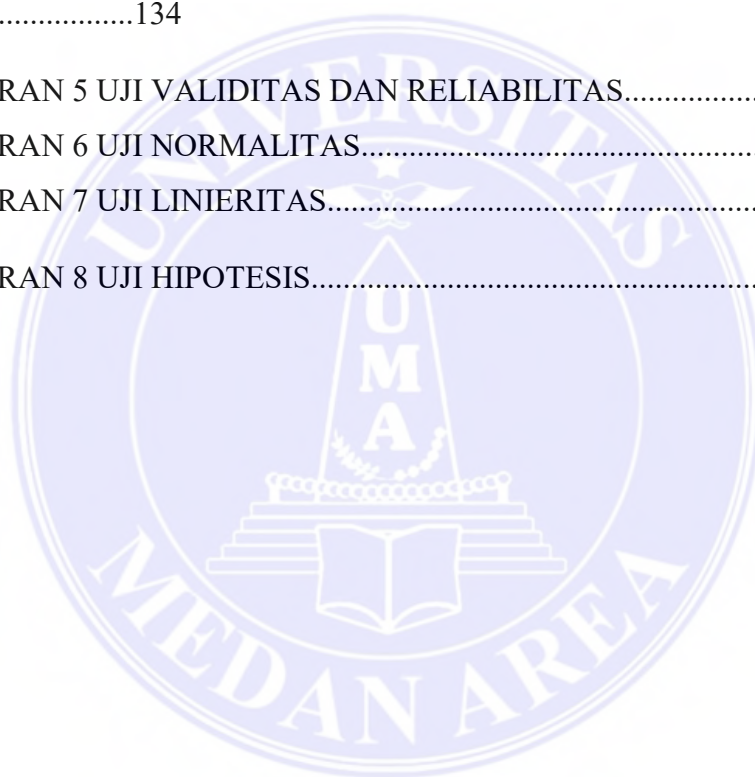 ................134
RAN 5 UJI VALIDITAS DAN RELIABILITAS................
RAN 6 UJI NORMALITAS................................................
RAN 7 UJI LINIERITAS....................................................
RAN 8 UJI HIPOTESIS......................................................
UNIVERSITAS
UMA
MEDAN AREA